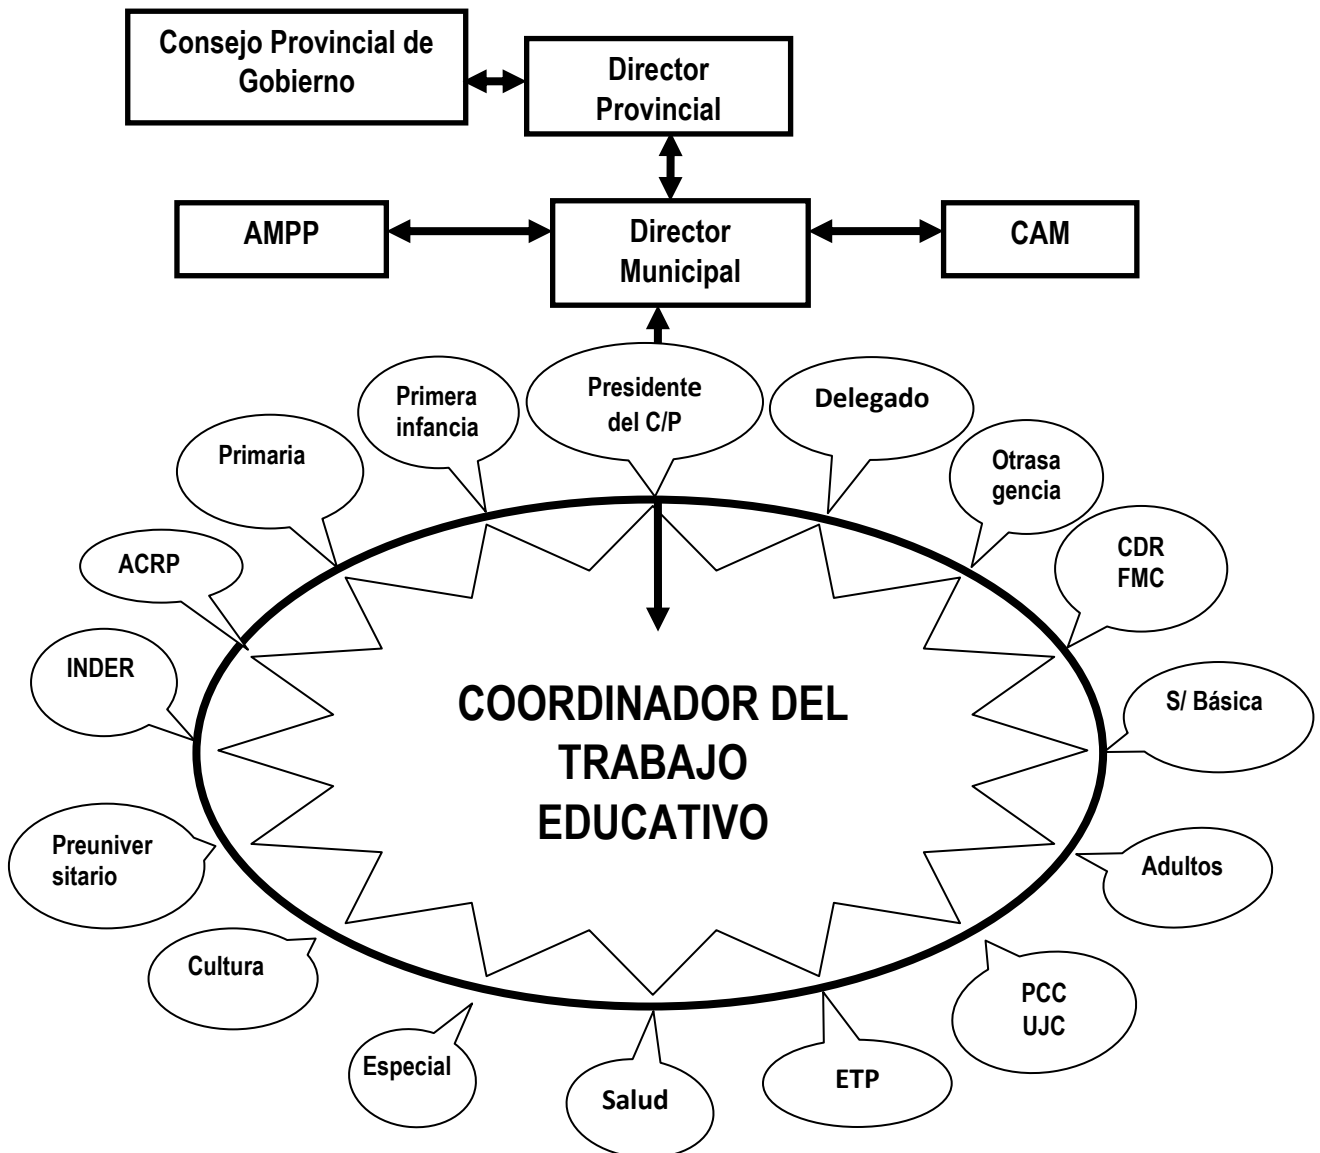 Consejo Provincial de
Gobierno
Director
Provincial
AMPP
Director
Municipal
CAM
Primera
infancia
Presidente
del C/P
Delegado
Primaria
Otrasa
gencia
ACRP
CDR
FMC
INDER
S/ Básica
COORDINADOR DEL
TRABAJO
EDUCATIVO
Preuniver
sitario
Adultos
Cultura
PCC
UJC
Especial
Salud
ETP